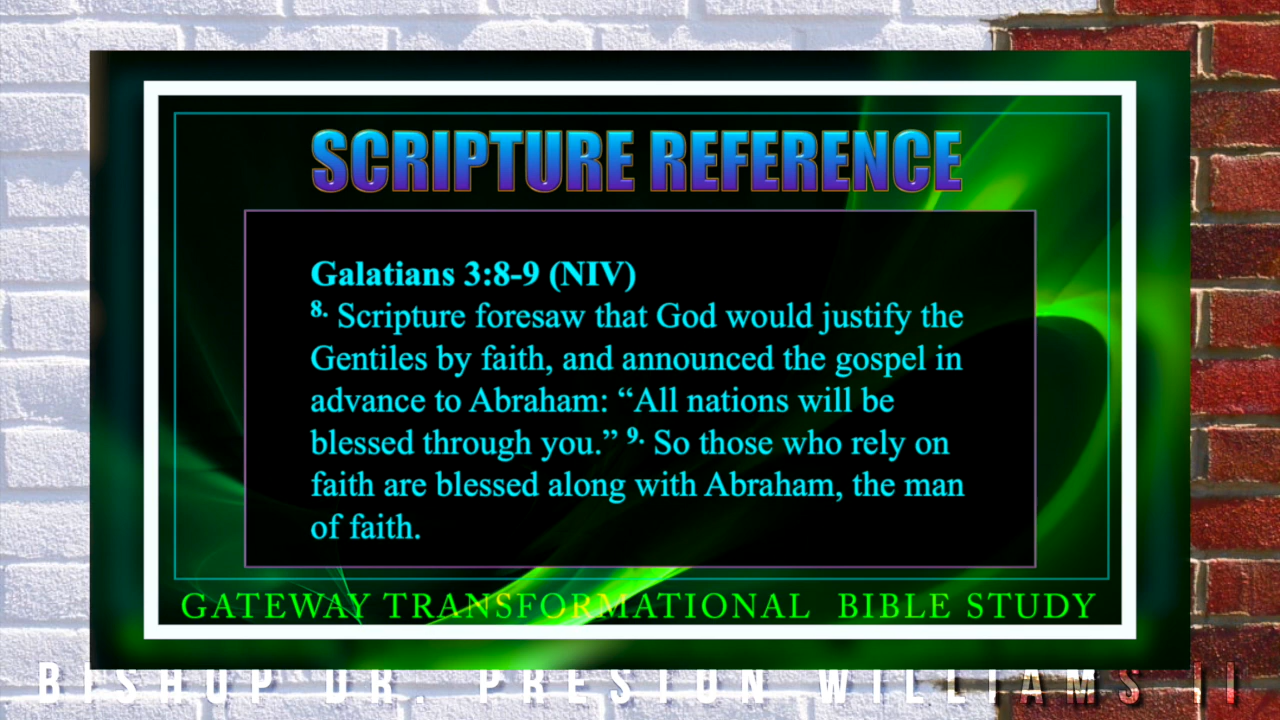 SCRIPTURE REFERENCE
Galatians 3:8-9 (NIV)
8. Scripture foresaw that God would justify the
Gentiles by faith, and announced the gospel in
advance to Abraham: “All nations will be
blessed through you.” 9. So those who rely on
faith are blessed along with Abraham, the man
of faith.
GATEWAY TRANSFORMATIONAL BIBLE STUDY
BISHOP DR. PRESTON WILLIAMS II